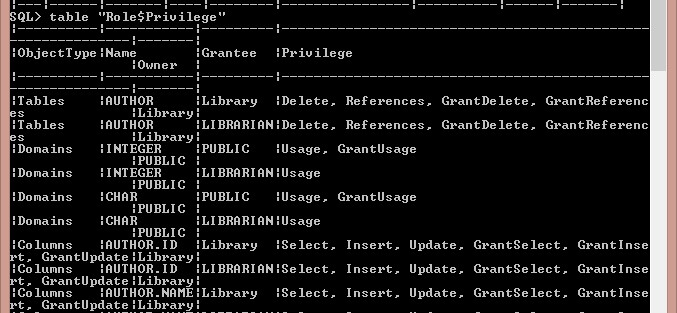 SQL> table "Role$Privilege"
|ObjectType|Name |Grantee |Privilege
|Owner |
|Tables |AUTHOR |Library |Delete, References, GrantDelete, GrantReferenc
es |Library|
|Tables |AUTHOR |LIBRARIAN|Delete, References, GrantDelete, GrantReferenc
es |Library|
|Domains |INTEGER |PUBLIC |Usage, GrantUsage
|PUBLIC |
|Domains |INTEGER |LIBRARIAN|Usage
|PUBLIC |
|Domains |CHAR |PUBLIC |Usage, GrantUsage
|PUBLIC |
|Domains |CHAR |LIBRARIAN|Usage
|PUBLIC |
|Columns |AUTHOR.ID |Library |Select, Insert, Update, GrantSelect, GrantInse
rt, GrantUpdate|Library|
|Columns |AUTHOR.ID |LIBRARIAN|Select, Insert, Update, GrantSelect, GrantInse
rt, GrantUpdate|Library|
|Columns |AUTHOR.NAME|Library |Select, Insert, Update, GrantSelect, GrantInse
rt, GrantUpdate|Library|